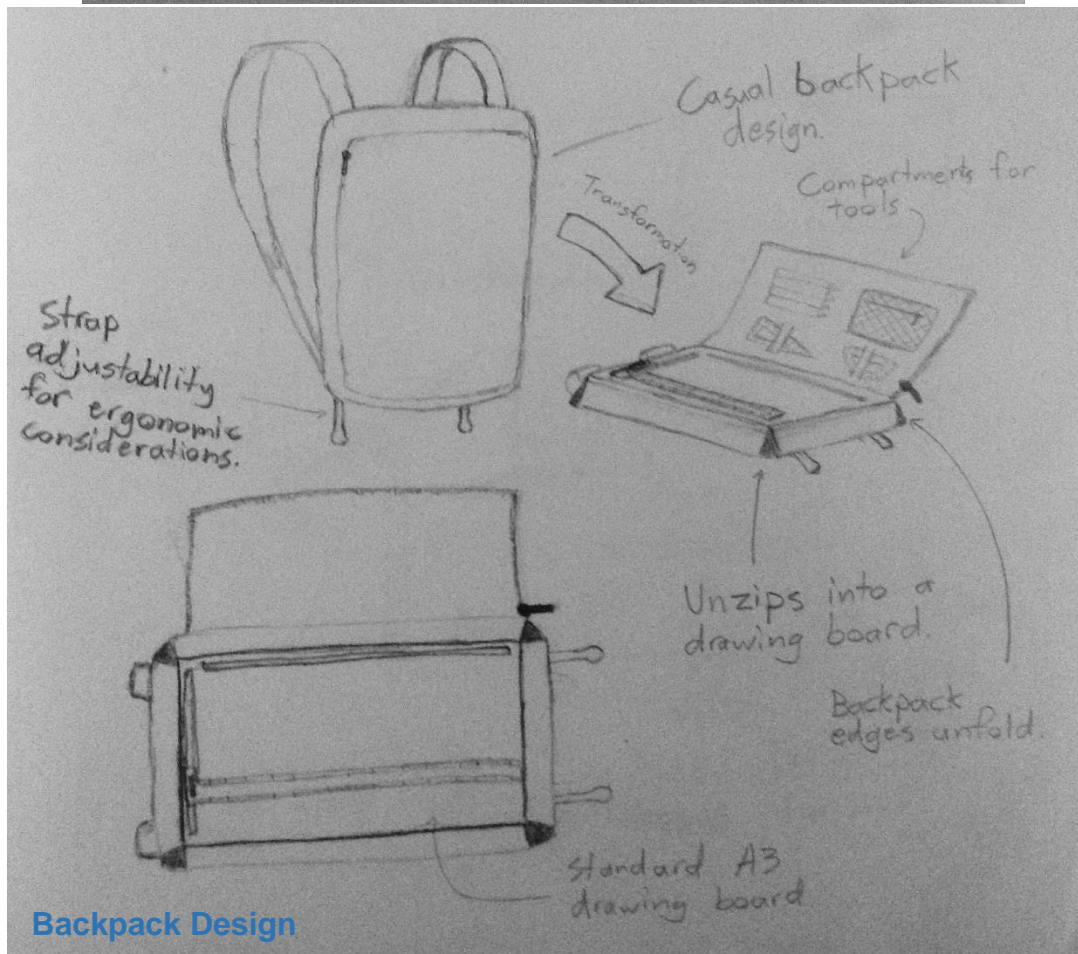 Casual backpack
design.
Transformation
Compartments for
tools
Strap
adjustability
for ergonomic
considerations.
Unzips into a
drawing board.
Backpack
edges unfold.
Standard A3
drawing board
Backpack Design